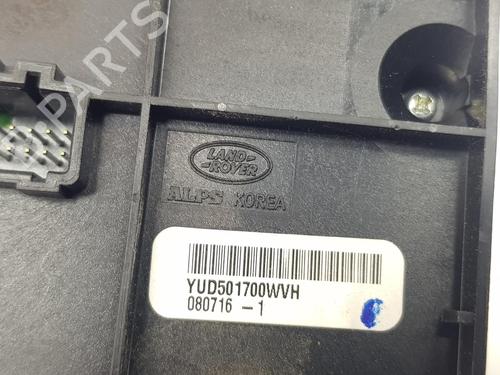 PARTS
LAND-
-ROVER
ALPS KOREA
YUD501700WVH
080716 - 1